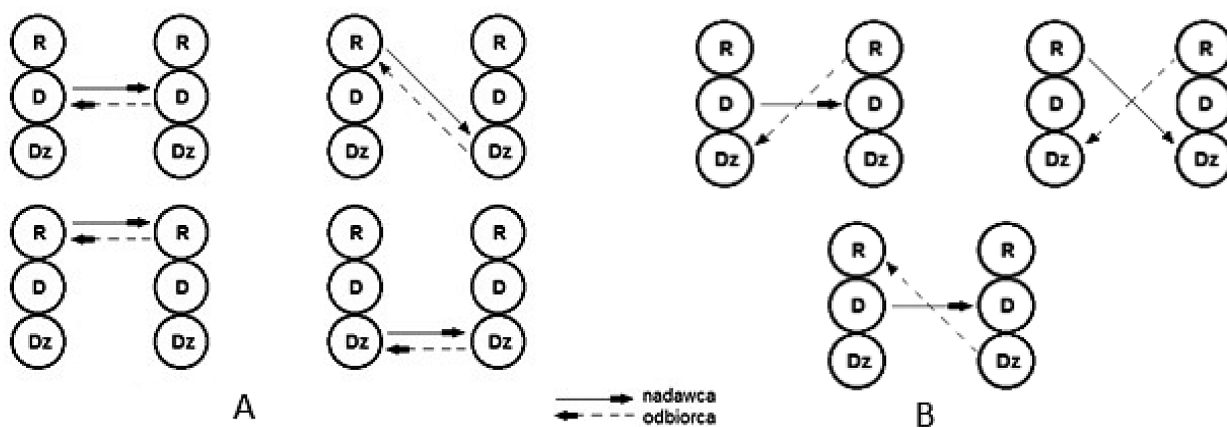 R R R R
D D D D
Dz Dz Dz Dz
R R R R
D D D D
Dz Dz Dz Dz
A
R R R R
D D D D
Dz Dz Dz Dz
R R
D D
Dz Dz
B
nadawca
odbiorca